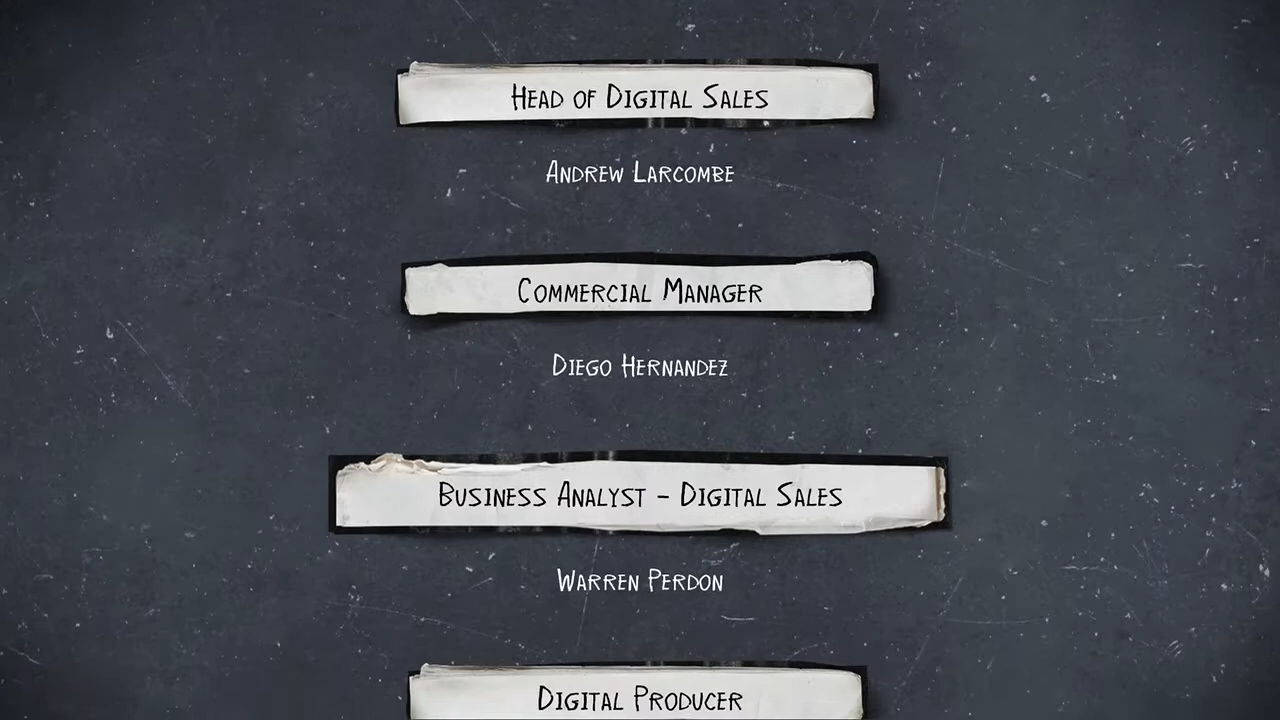 Head of Digital Sales
Andrew Larcombe
Commercial Manager
Diego Hernandez
Business Analyst – Digital Sales
Warren Perdon
Digital Producer